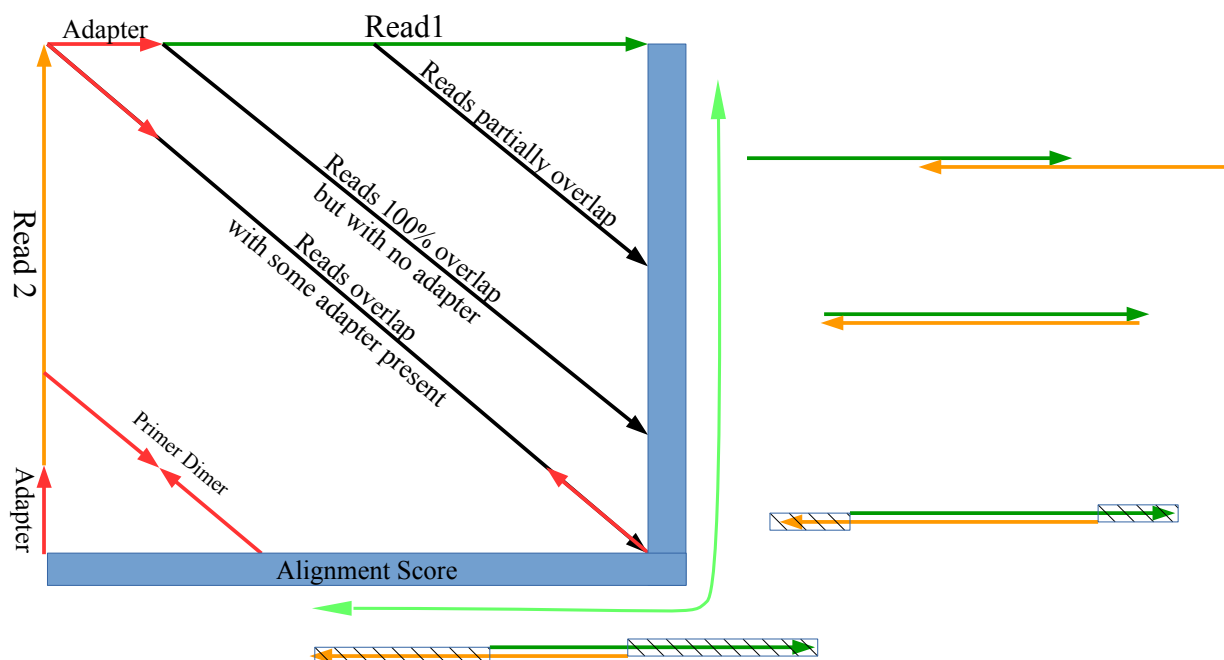 Adapter
Read1
Reads partially overlap
Reads 100% overlap
but with no adapter
Reads overlap
with some adapter present
Read 2
Primer Dimer
Adapter
Alignment Score